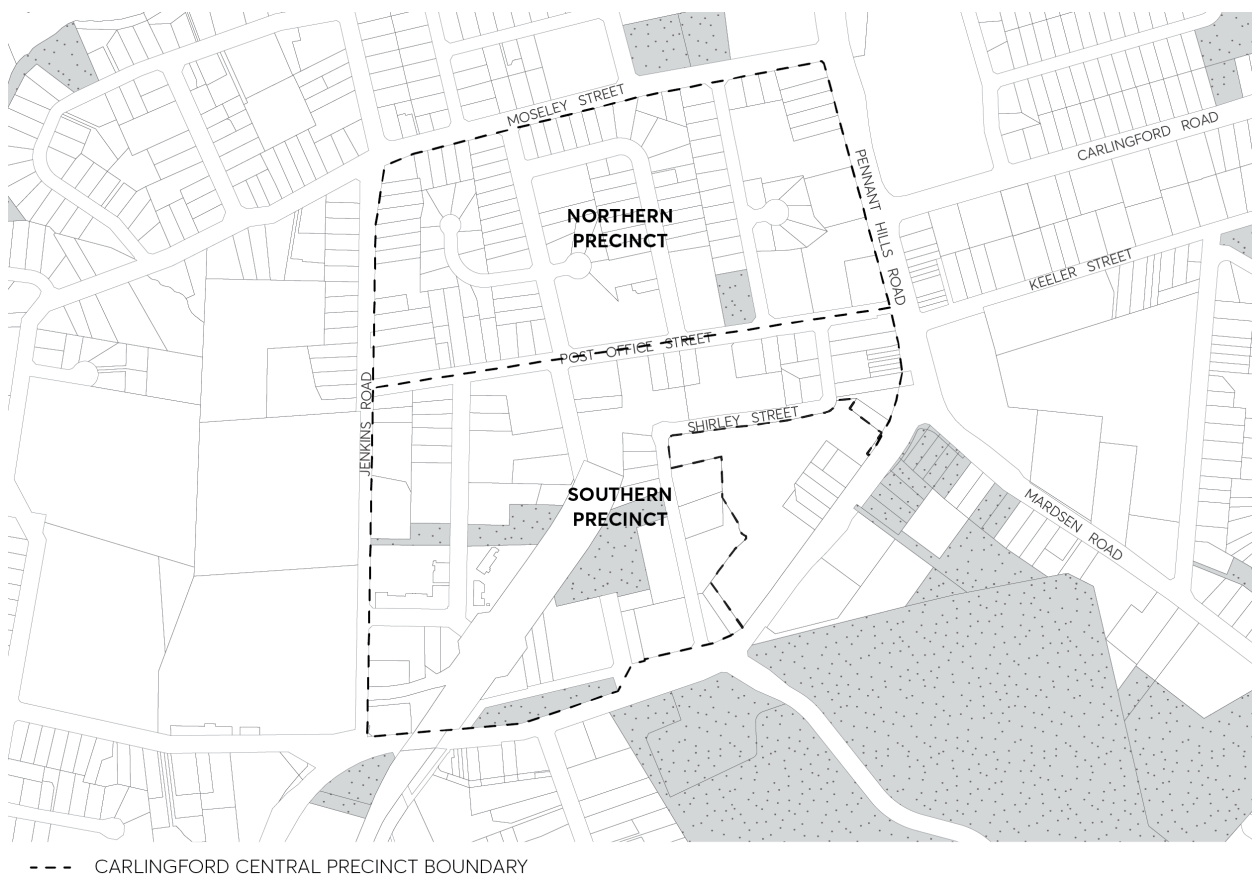 MOSELEY STREET
CARLINGFORD ROAD
PENNANT HILLS ROAD
NORTHERN
PRECINCT
KEELER STREET
POST OFFICE STREET
JENKINS ROAD
SHIRLEY STREET
SOUTHERN
PRECINCT
MARDSEN ROAD
CARLINGFORD CENTRAL PRECINCT BOUNDARY